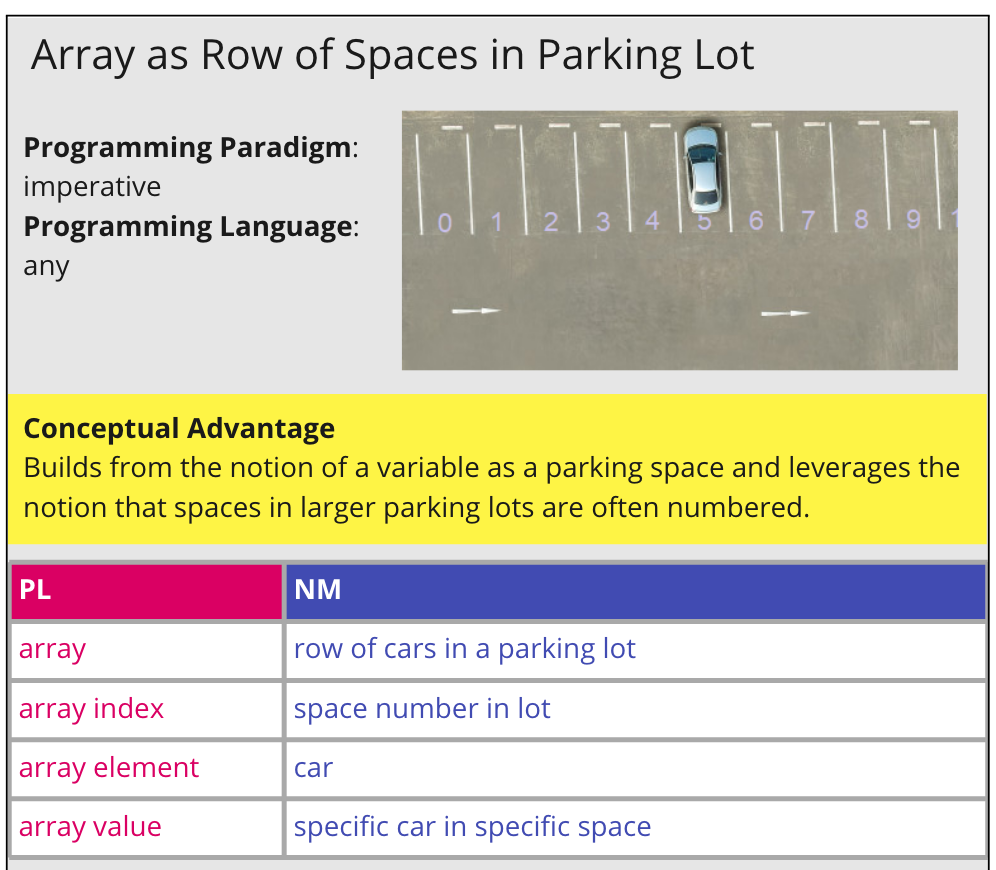 Array as Row of Spaces in Parking Lot
Programming Paradigm:
imperative
Programming Language:
any
0 1 2 3 4 5 6 7 8 9 1
Conceptual Advantage
Builds from the notion of a variable as a parking space and leverages the
notion that spaces in larger parking lots are often numbered.
PL NM
array row of cars in a parking lot
array index space number in lot
array element car
array value specific car in specific space